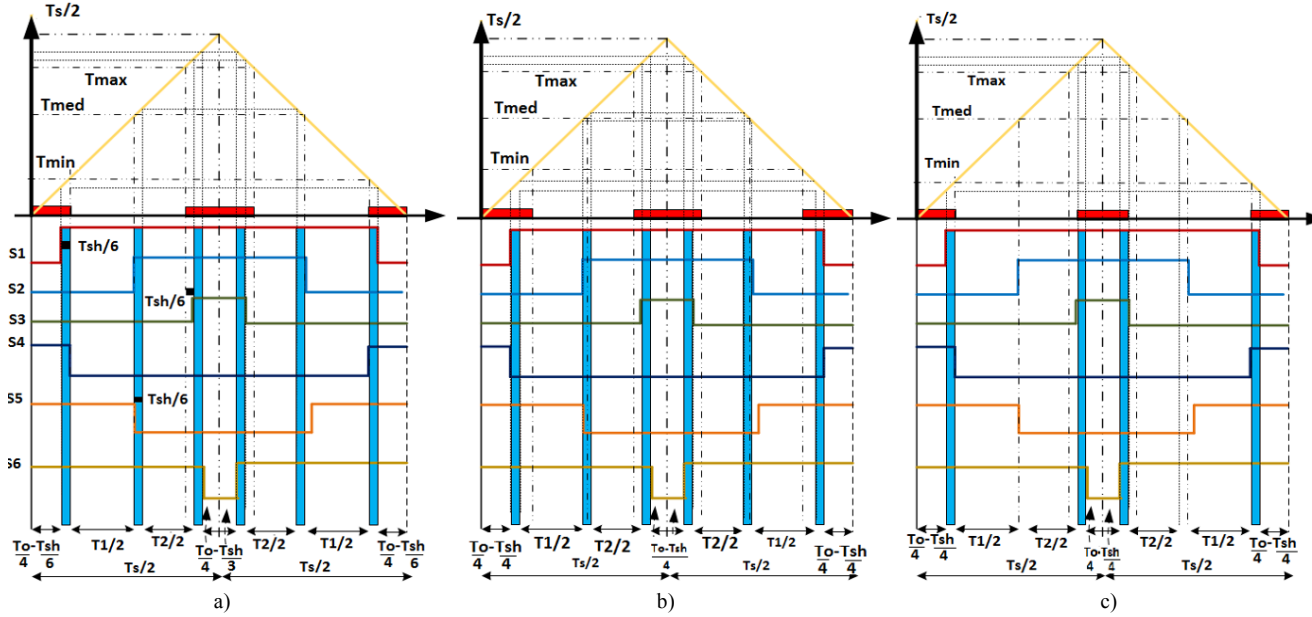 Ts/2
Tmax
Tmed
Tmin
S1
Tsh/6
S2
Tsh/6
S3
S4
S5
Tsh/6
S6
To-Tsh
4 6
T1/2
T2/2
To-Tsh
4 3
T2/2
T1/2
To-Tsh
4 6
Ts/2
Ts/2
a)
Ts/2
Tmax
Tmed
Tmin
To-Tsh
4 4
T1/2
T2/2
To-Tsh
4
T2/2
T1/2
To-Tsh
4 4
Ts/2
Ts/2
b)
Ts/2
Tmax
Tmed
Tmin
To-Tsh
4 4
T1/2
T2/2
To-Tsh
4 4
T2/2
T1/2
To-Tsh
4 4
Ts/2
Ts/2
c)